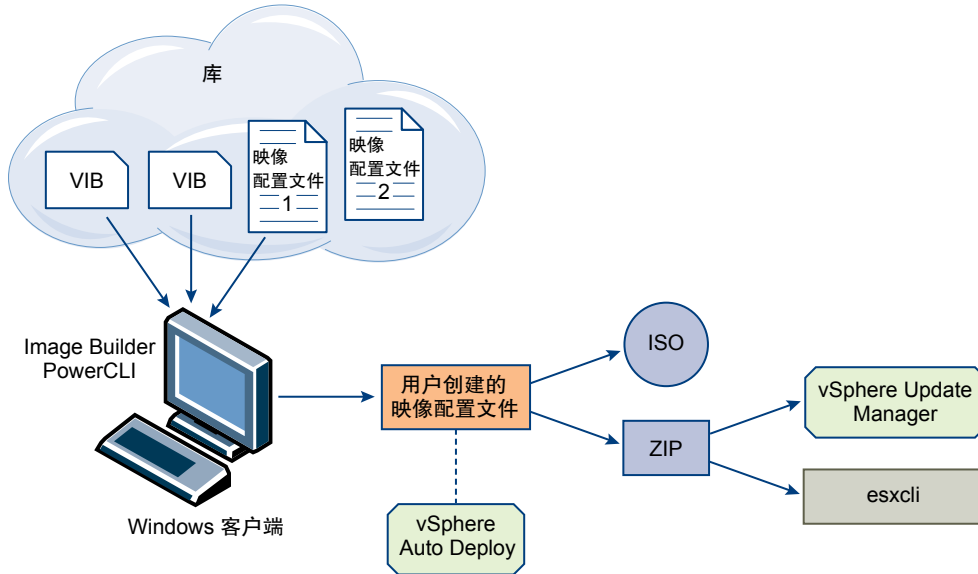 库
VIB
VIB
映像
配置文件
1
映像
配置文件
2
Image Builder
PowerCLI
Windows 客户端
用户创建的
映像配置文件
vSphere
Auto Deploy
ISO
ZIP
vSphere Update
Manager
esxcli